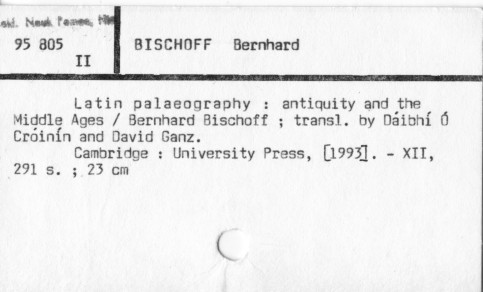 95 805
II
BISCHOFF Bernhard
Latin palaeography : antiquity and the
Middle Ages / Bernhard Bischoff ; transl. by Dáibhí Ó
Cróinín and David Ganz.
Cambridge : University Press, [1993]. - XII,
291 s. ; 23 cm